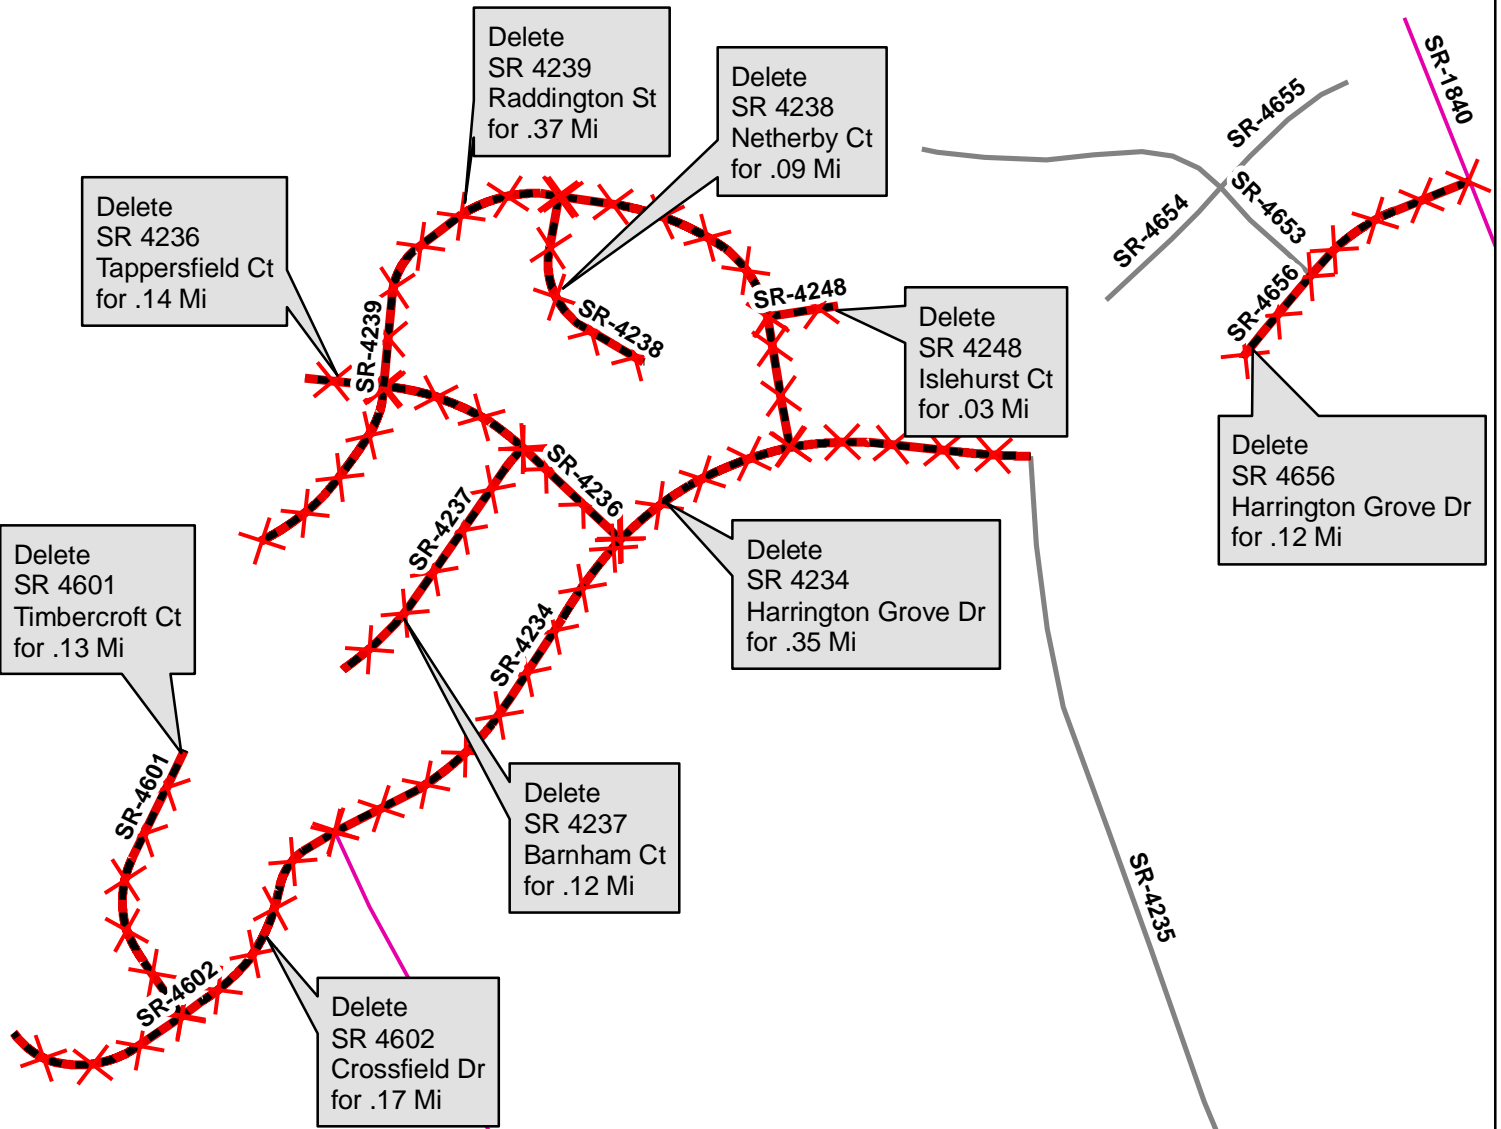 Delete
SR 4239
Raddington St
for .37 Mi
Delete
SR 4238
Netherby Ct
for .09 Mi
SR-1840
SR-4655
SR-4653
SR-4654
SR-4656
Delete
SR 4236
Tappersfield Ct
for .14 Mi
SR-4239
SR-4238
SR-4248
Delete
SR 4248
Islehurst Ct
for .03 Mi
Delete
SR 4656
Harrington Grove Dr
for .12 Mi
SR-4236
SR-4237
SR-4234
Delete
SR 4234
Harrington Grove Dr
for .35 Mi
Delete
SR 4601
Timbercroft Ct
for .13 Mi
SR-4601
Delete
SR 4237
Barnham Ct
for .12 Mi
SR-4235
SR-4602
Delete
SR 4602
Crossfield Dr
for .17 Mi